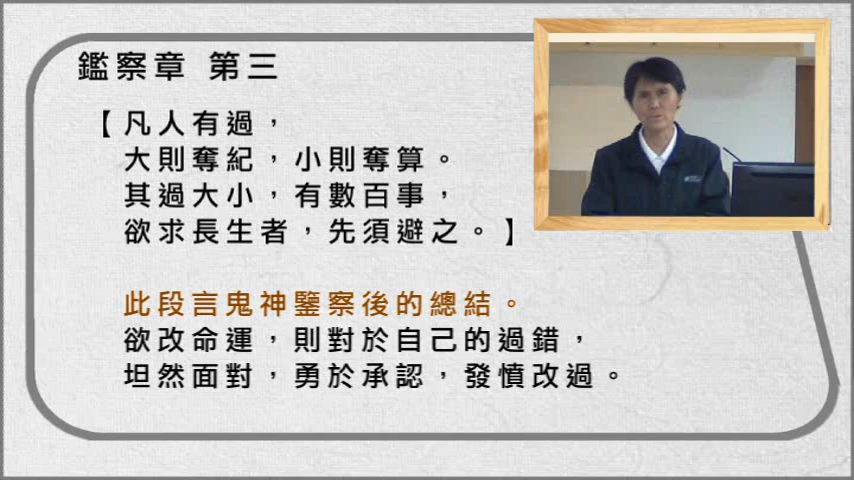 鑑察章 第三
【凡人有過，
大則奪紀，小則奪算。
其過大小，有數百事，
欲求長生者，先須避之。】
此段言鬼神鑒察後的總結。
欲改命運，則對於自己的過錯，
坦然面對，勇於承認，發憤改過。